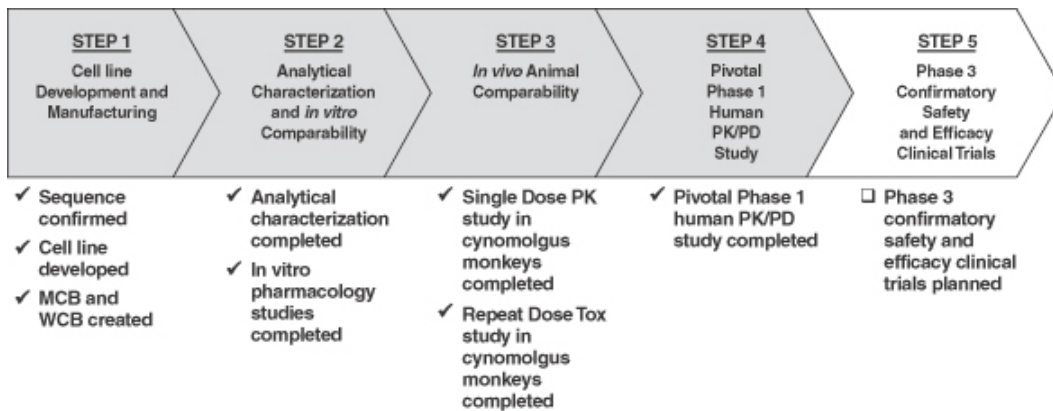 STEP 1
Cell line
Development and
Manufacturing
STEP 2
Analytical
Characterization
and in vitro
Comparability
STEP 3
In vivo Animal
Comparability
STEP 4
Pivotal
Phase 1
Human
PK/PD
Study
STEP 5
Phase 3
Confirmatory
Safety
and Efficacy
Clinical Trials
✓ Sequence
confirmed
✓ Cell line
developed
✓ MCB and
WCB created
✓ Analytical
characterization
completed
✓ In vitro
pharmacology
studies
completed
✓ Single Dose PK
study in
cynomolgus
monkeys
completed
✓ Repeat Dose Tox
study in
cynomolgus
monkeys
completed
✓ Pivotal Phase 1
human PK/PD
study completed
❑ Phase 3
confirmatory
safety and
efficacy clinical
trials planned